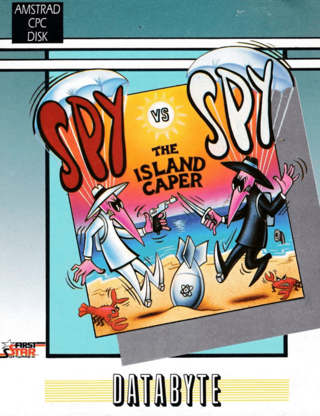 AMSTRAD
CPC
DISK
SPY
VS
SPY
THE
ISLAND
CAPER
FIRST
STAR
DATABYTE